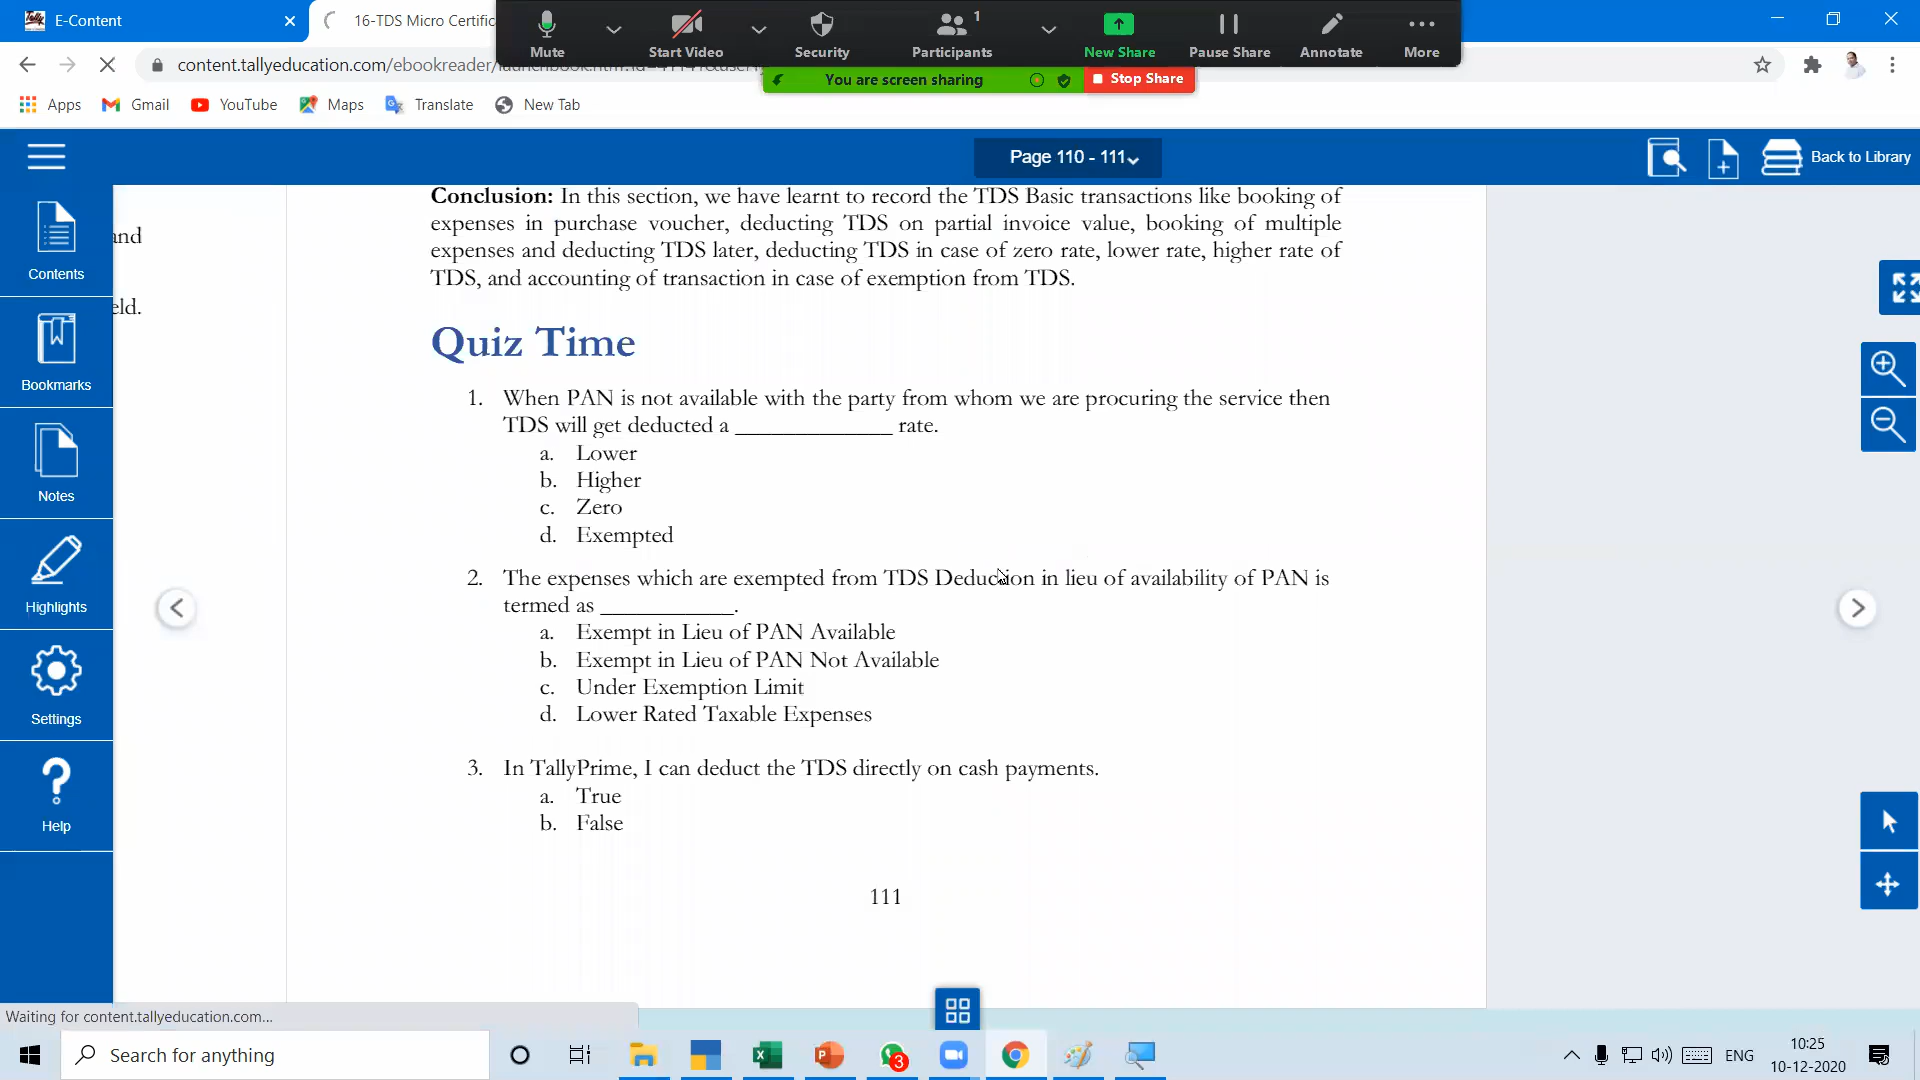 E-Content
16-TDS Micro Certific
Mute
Start Video
Security
1
Participants
New Share
Pause Share
Annotate
More
You are screen sharing
Stop Share
content.tallyeducation.com/ebookreader/
Apps
Gmail
YouTube
Maps
Translate
New Tab
Page 110 - 111
Back to Library
Contents
Bookmarks
Notes
Highlights
Settings
Help
and
eld.
Conclusion: In this section, we have learnt to record the TDS Basic transactions like booking of
expenses in purchase voucher, deducting TDS on partial invoice value, booking of multiple
expenses and deducting TDS later, deducting TDS in case of zero rate, lower rate, higher rate of
TDS, and accounting of transaction in case of exemption from TDS.
Quiz Time
1. When PAN is not available with the party from whom we are procuring the service then
TDS will get deducted a _____________ rate.
a. Lower
b. Higher
c. Zero
d. Exempted
2. The expenses which are exempted from TDS Deduction in lieu of availability of PAN is
termed as ___________.
a. Exempt in Lieu of PAN Available
b. Exempt in Lieu of PAN Not Available
c. Under Exemption Limit
d. Lower Rated Taxable Expenses
3. In TallyPrime, I can deduct the TDS directly on cash payments.
a. True
b. False
111
Waiting for content.tallyeducation.com...
Search for anything
3
ENG
10:25
10-12-2020